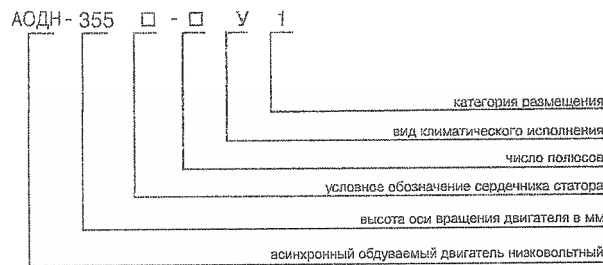 АОДН - 355 □ - □ У 1
категория размещения
вид климатического исполнения
число полюсов
условное обозначение сердечника статора
высота оси вращения двигателя в мм
асинхронный обдуваемый двигатель низковольтный